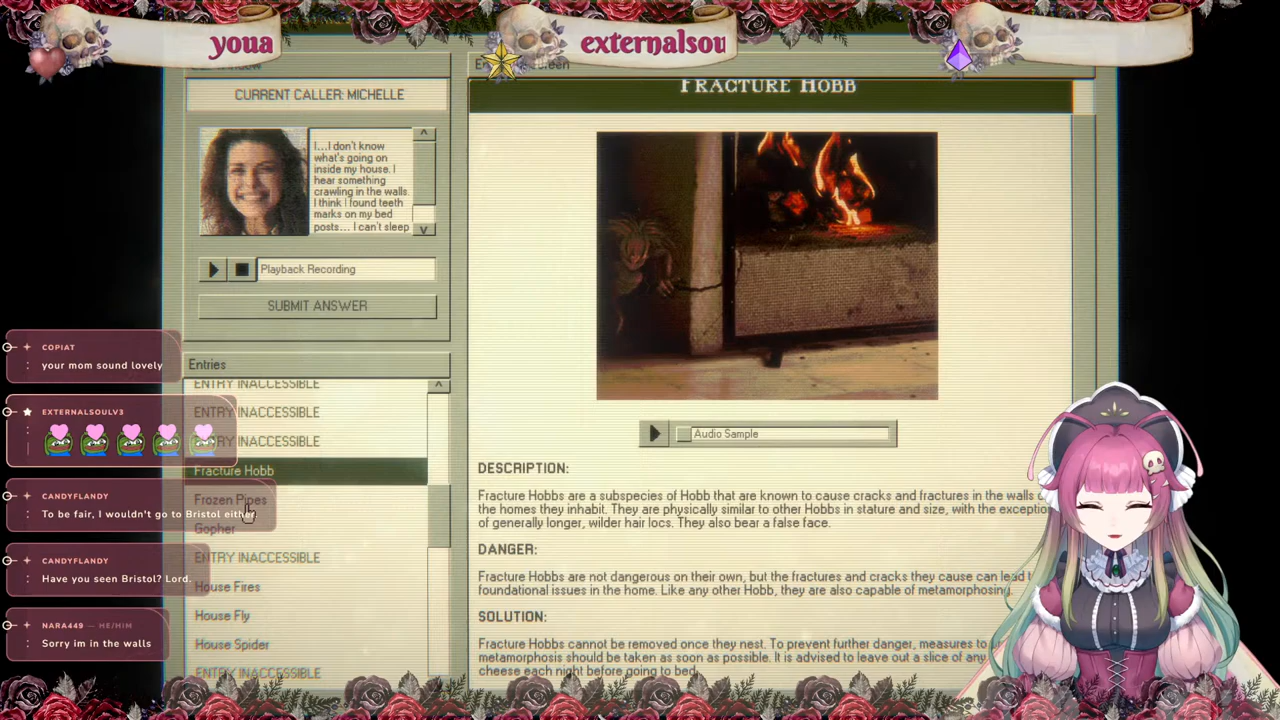 youa
externalsou
CURRENT CALLER: MICHELLE
I...I don't know
what's going on
inside my house. I
hear something
crawling in the walls.
I think I found teeth
marks on my bed
posts... I can't sleep
Playback Recording
SUBMIT ANSWER
Entries
ENTRY INACCESSIBLE
ENTRY INACCESSIBLE
ENTRY INACCESSIBLE
Fracture Hobb
Frozen Pipes
Gopher
ENTRY INACCESSIBLE
House Fires
House Fly
House Spider
ENTRY INACCESSIBLE
FRACTURE HOBB
Audio Sample
DESCRIPTION:
Fracture Hobbs are a subspcies of Hobb that are known to cause cracks and fractures in the walls
the homes they inhabit. They are physically similar to other Hobbs in stature and size, with the exception
of generally longer, wilder hair locs. They also bear a false face.
DANGER:
Fracture Hobbs are not dangerous on their own, but the fractures and cracks they cause can lead t
foundational issues in the home. Like any other Hobb, they are also capable of metamorphosing.
SOLUTION:
Fracture Hobbs cannot be removed once they nest. To prevent further danger, measures to
metamorphosis should be taken as soon as possible. It is advised to leave out a slice of any
cheese each night before going to bed.
COPIAT
your mom sound lovely
EXTERNALSOULV3
CANDYFLANDY
To be fair, I wouldn't go to Bristol either.
CANDYFLANDY
Have you seen Bristol? Lord.
NARA449 — HE/HIM
Sorry im in the walls